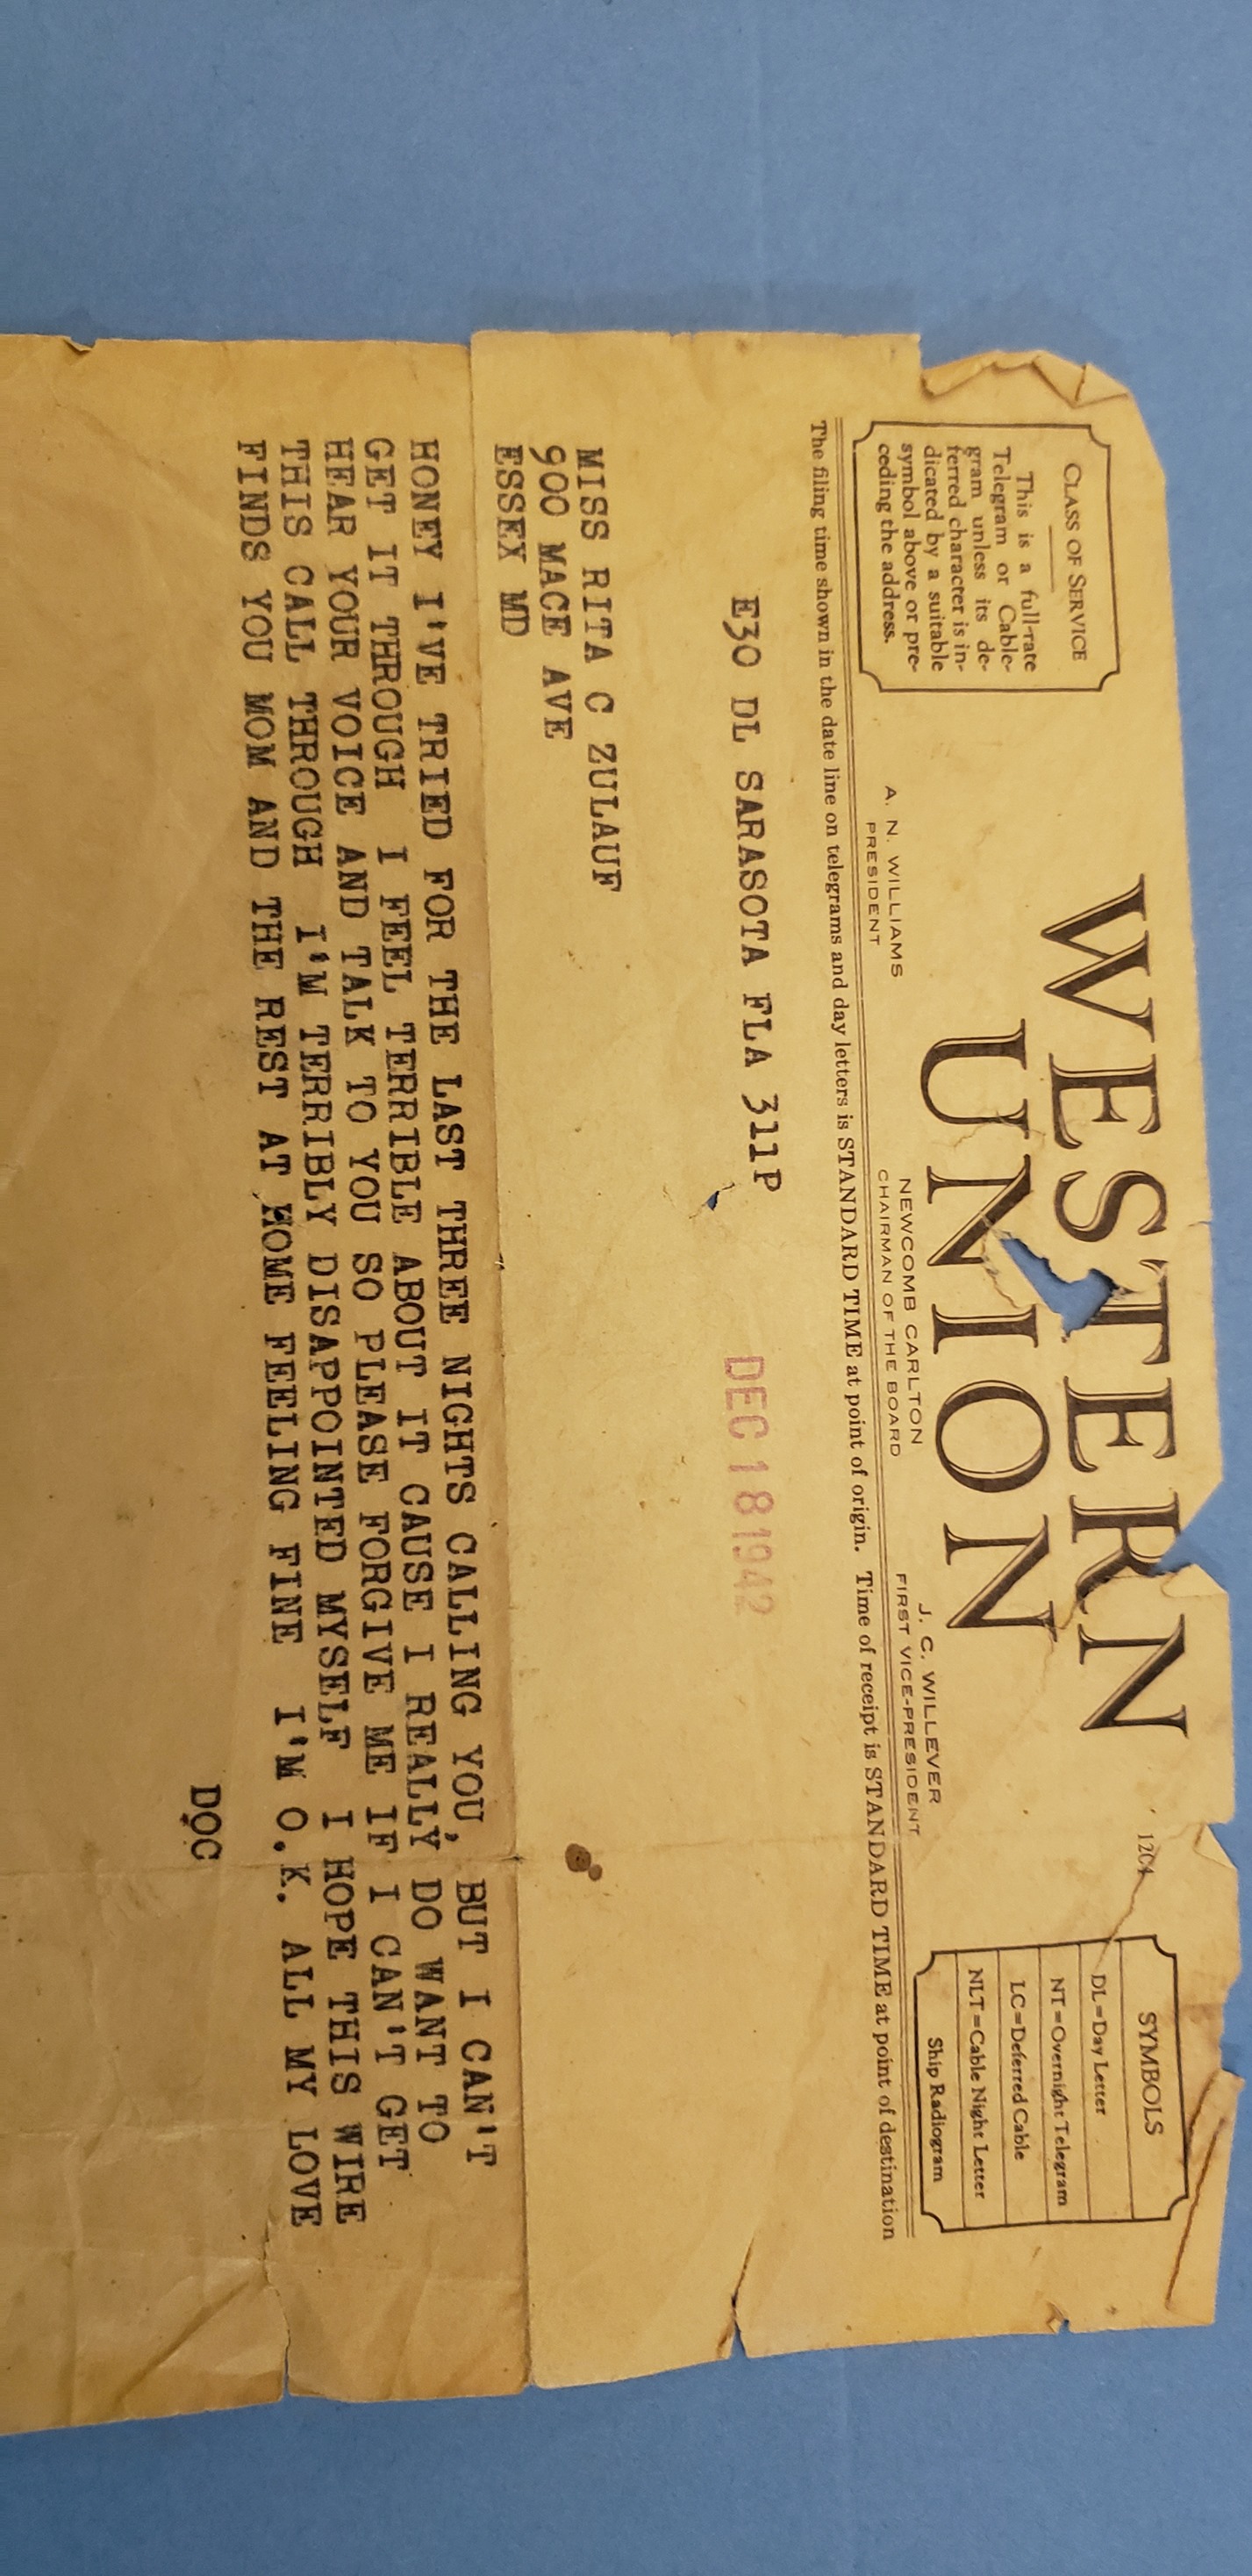 WESTERN
UNION
1204
CLASS OF SERVICE
This is a full-rate
Telegram or Cable-
gram unless its de-
ferred character is in-
dicated by a suitable
symbol above or pre-
ceding the address.
SYMBOLS
DL=Day Letter
NT=Overnight Telegram
LC=Deferred Cable
NLT=Cable Night Letter
Ship Radiogram
A. N. WILLIAMS
PRESIDENT
NEWCOMB CARLTON
CHAIRMAN OF THE BOARD
J. C. WILLEVER
FIRST VICE-PRESIDENT
The filing time shown in the date line on telegrams and day letters is STANDARD TIME at point of origin. Time of receipt is STANDARD TIME at point of destination
E30 DL SARASOTA FLA 311P
DEC 18 1942
MISS RITA C ZULAUF
900 MACE AVE
ESSEX MD
HONEY I'VE TRIED FOR THE LAST THREE NIGHTS CALLING YOU, BUT I CAN'T
GET IT THROUGH I FEEL TERRIBLE ABOUT IT CAUSE I REALLY DO WANT TO
HEAR YOUR VOICE AND TALK TO YOU SO PLEASE FORGIVE ME IF I CAN'T GET
THIS CALL THROUGH I'M TERRIBLY DISAPPOINTED MYSELF I HOPE THIS WIRE
FINDS YOU MOM AND THE REST AT HOME FEELING FINE I'M O.K. ALL MY LOVE
DOC